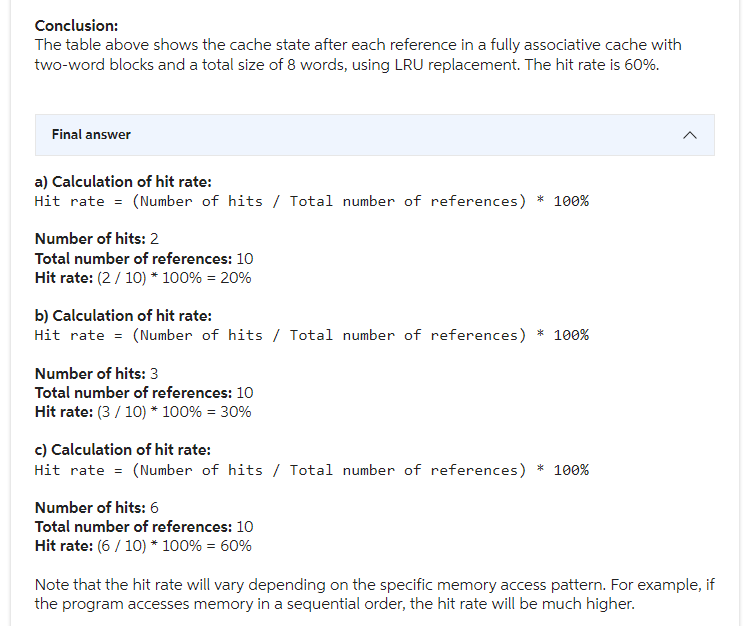 Conclusion:
The table above shows the cache state after each reference in a fully associative cache with
two-word blocks and a total size of 8 words, using LRU replacement. The hit rate is 60%.
Final answer
a) Calculation of hit rate:
Hit rate = (Number of hits / Total number of references) * 100%
Number of hits: 2
Total number of references: 10
Hit rate: (2 / 10) * 100% = 20%
b) Calculation of hit rate:
Hit rate = (Number of hits / Total number of references) * 100%
Number of hits: 3
Total number of references: 10
Hit rate: (3 / 10) * 100% = 30%
c) Calculation of hit rate:
Hit rate = (Number of hits / Total number of references) * 100%
Number of hits: 6
Total number of references: 10
Hit rate: (6 / 10) * 100% = 60%
Note that the hit rate will vary depending on the specific memory access pattern. For example, if
the program accesses memory in a sequential order, the hit rate will be much higher.